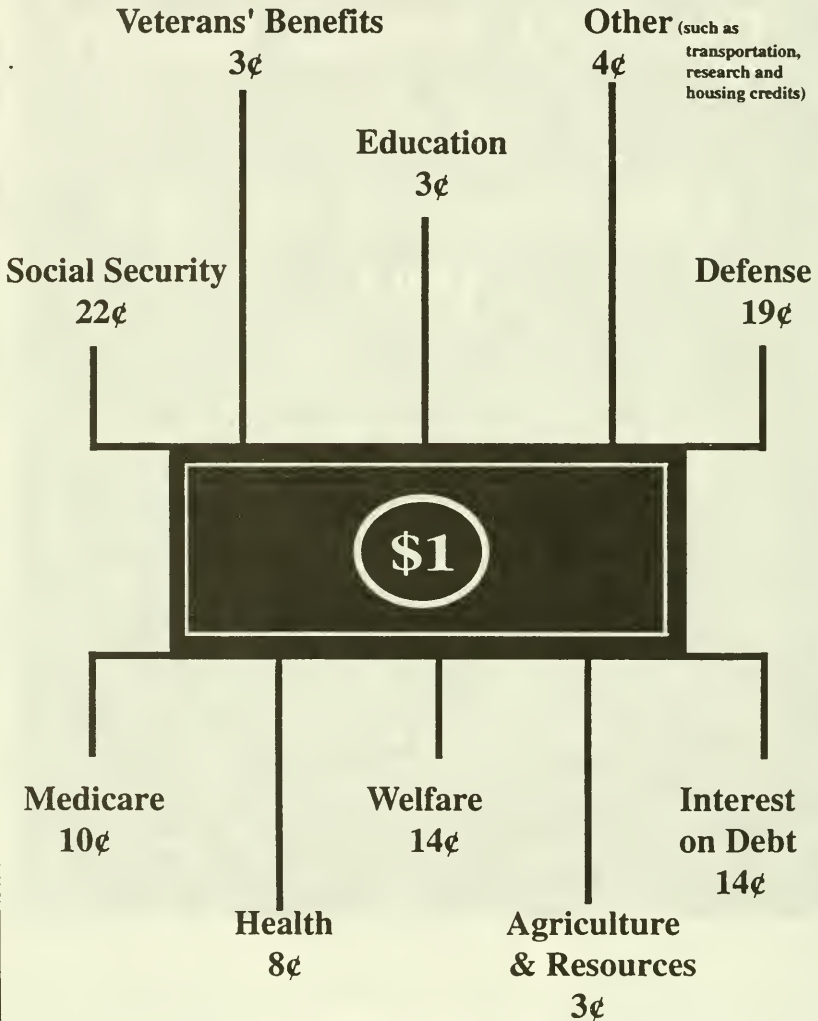 Veterans' Benefits
3¢
Other (such as
transportation,
research and
housing credits)
4¢
Education
3¢
Social Security
22¢
Defense
19¢
$1
Medicare
10¢
Welfare
14¢
Interest
on Debt
14¢
Health
8¢
Agriculture
& Resources
3¢